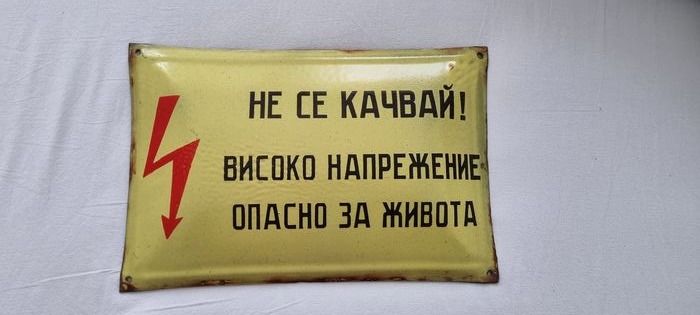 НЕ СЕ КАЧВАЙ!
ВИСОКО НАПРЕЖЕНИЕ
ОПАСНО ЗА ЖИВОТА